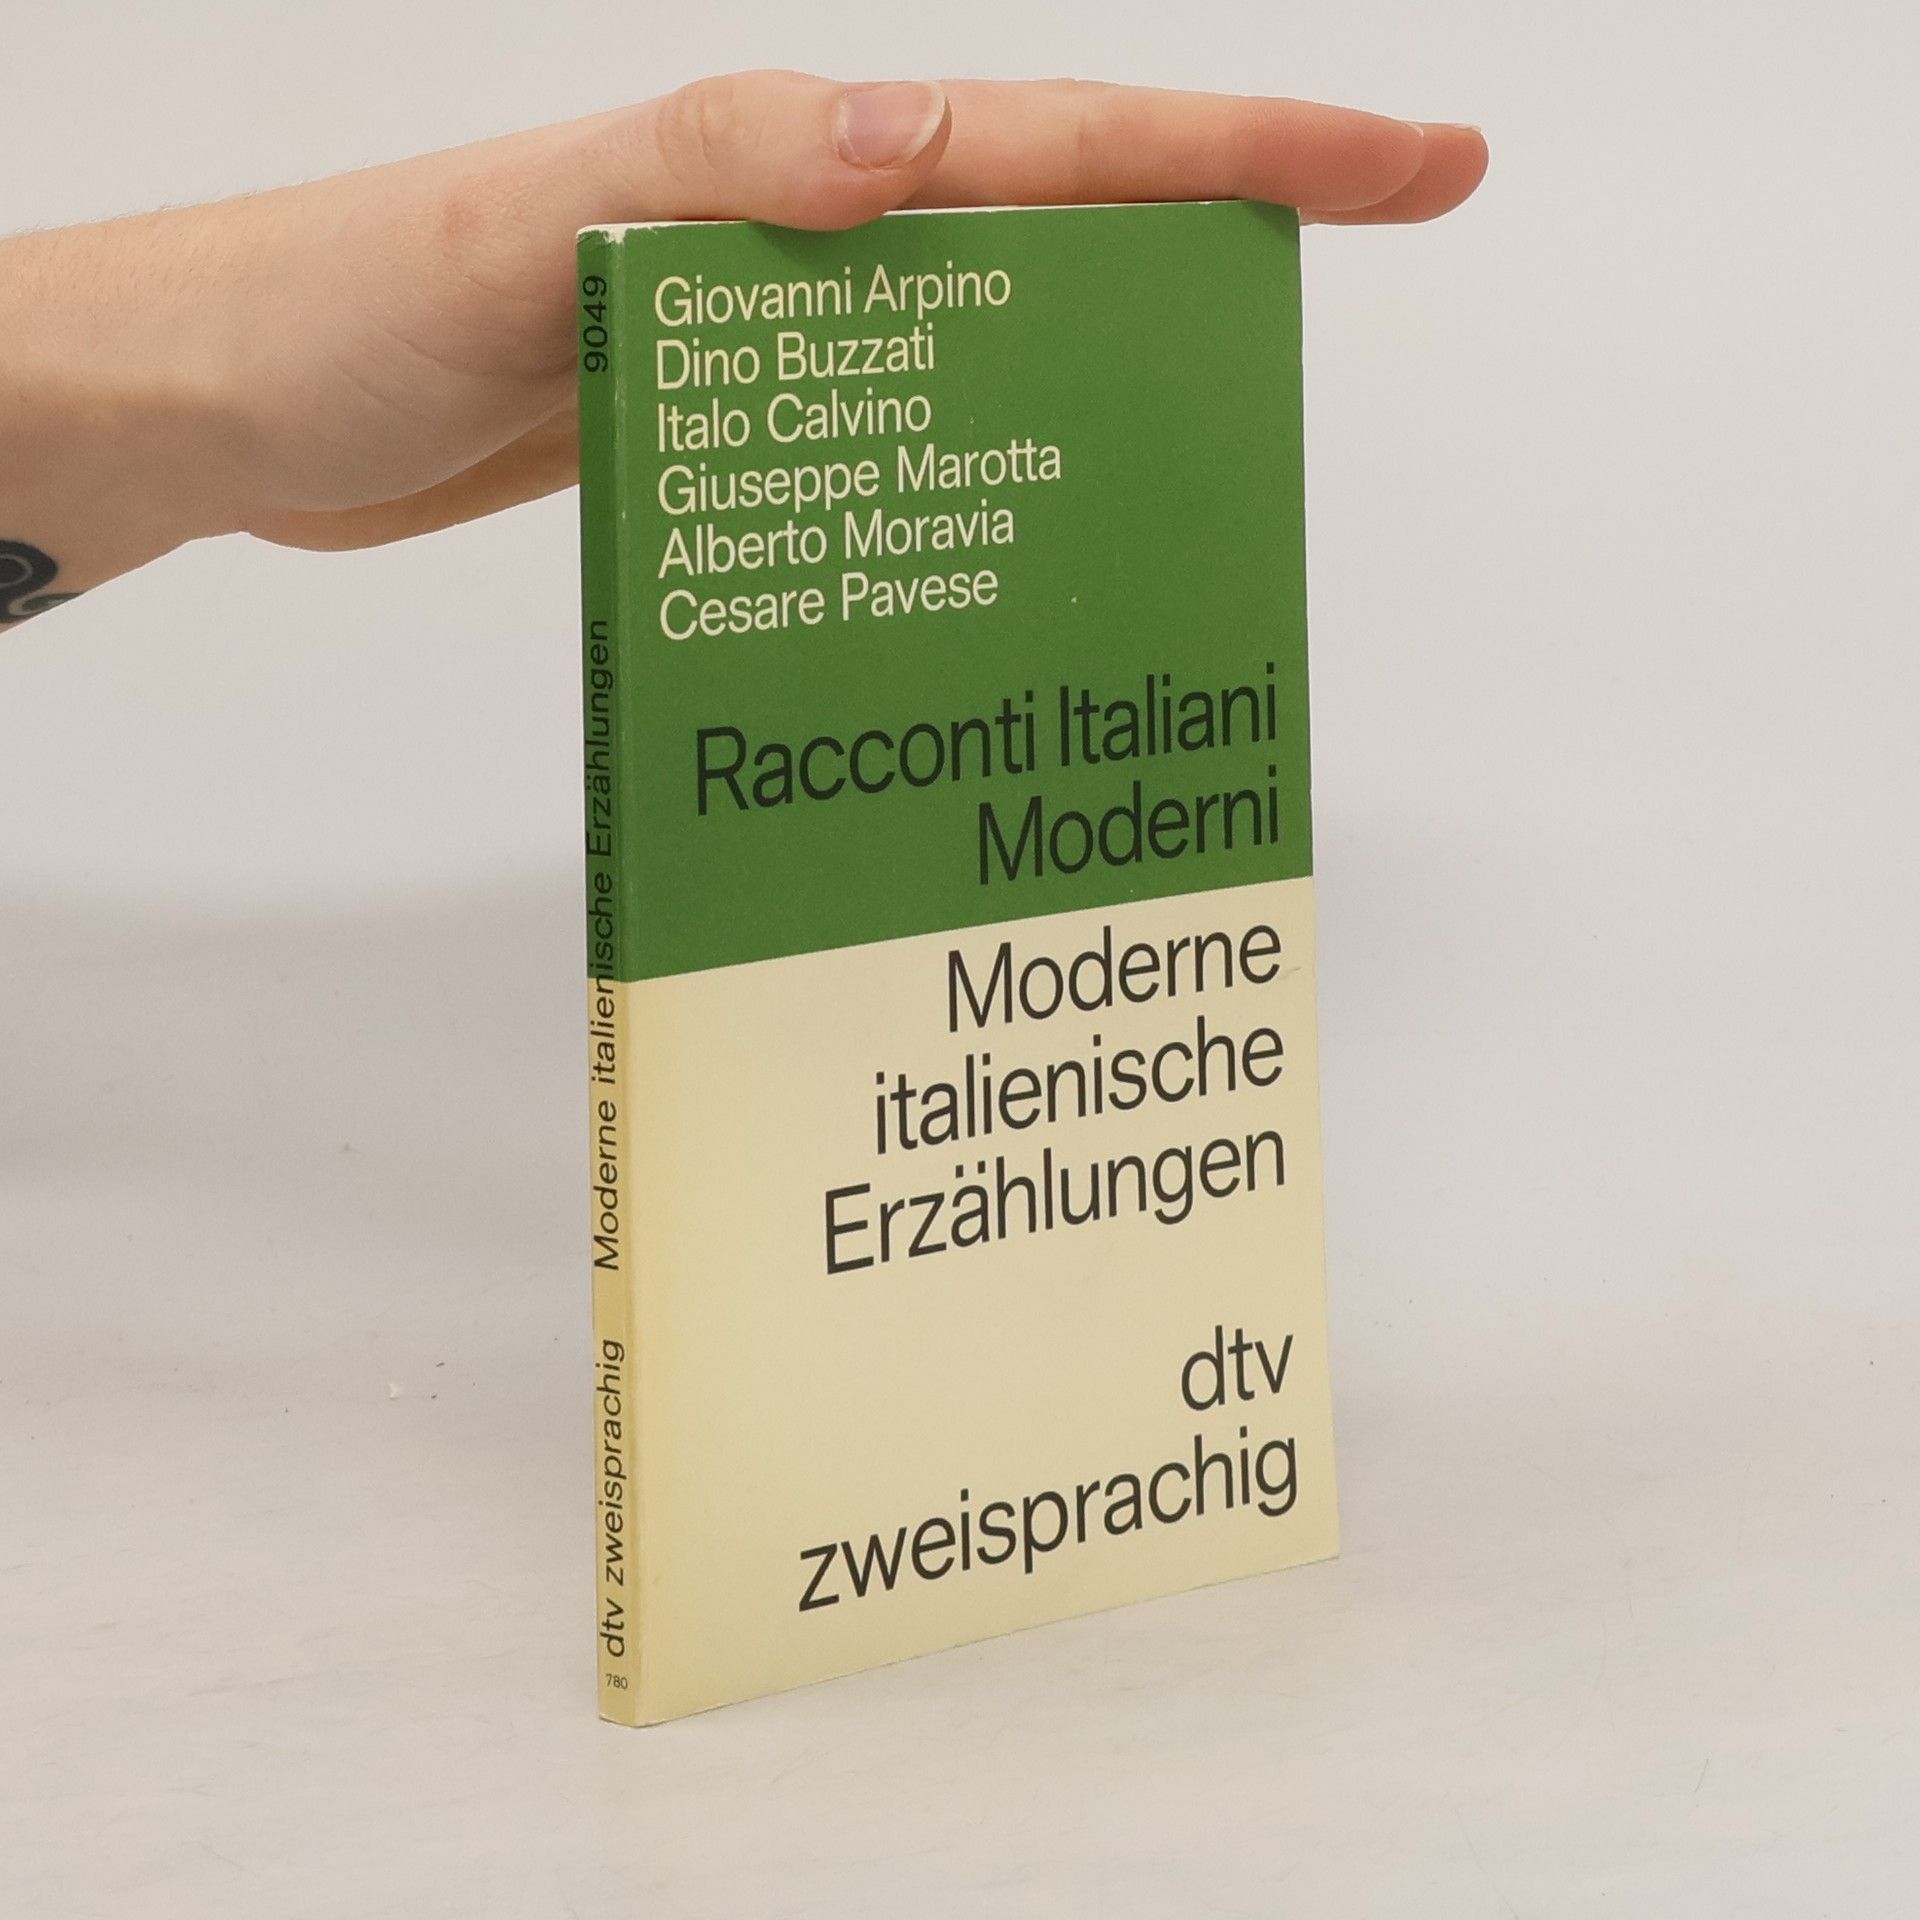 Giovanni Arpino
Dino Buzzati
Italo Calvino
Giuseppe Marotta
Alberto Moravia
Cesare Pavese
Racconti Italiani
Moderni
Moderne
italienische
Erzählungen
dtv
zweisprachig
dtv zweisprachig Moderne italienische Erzählungen 9049
780